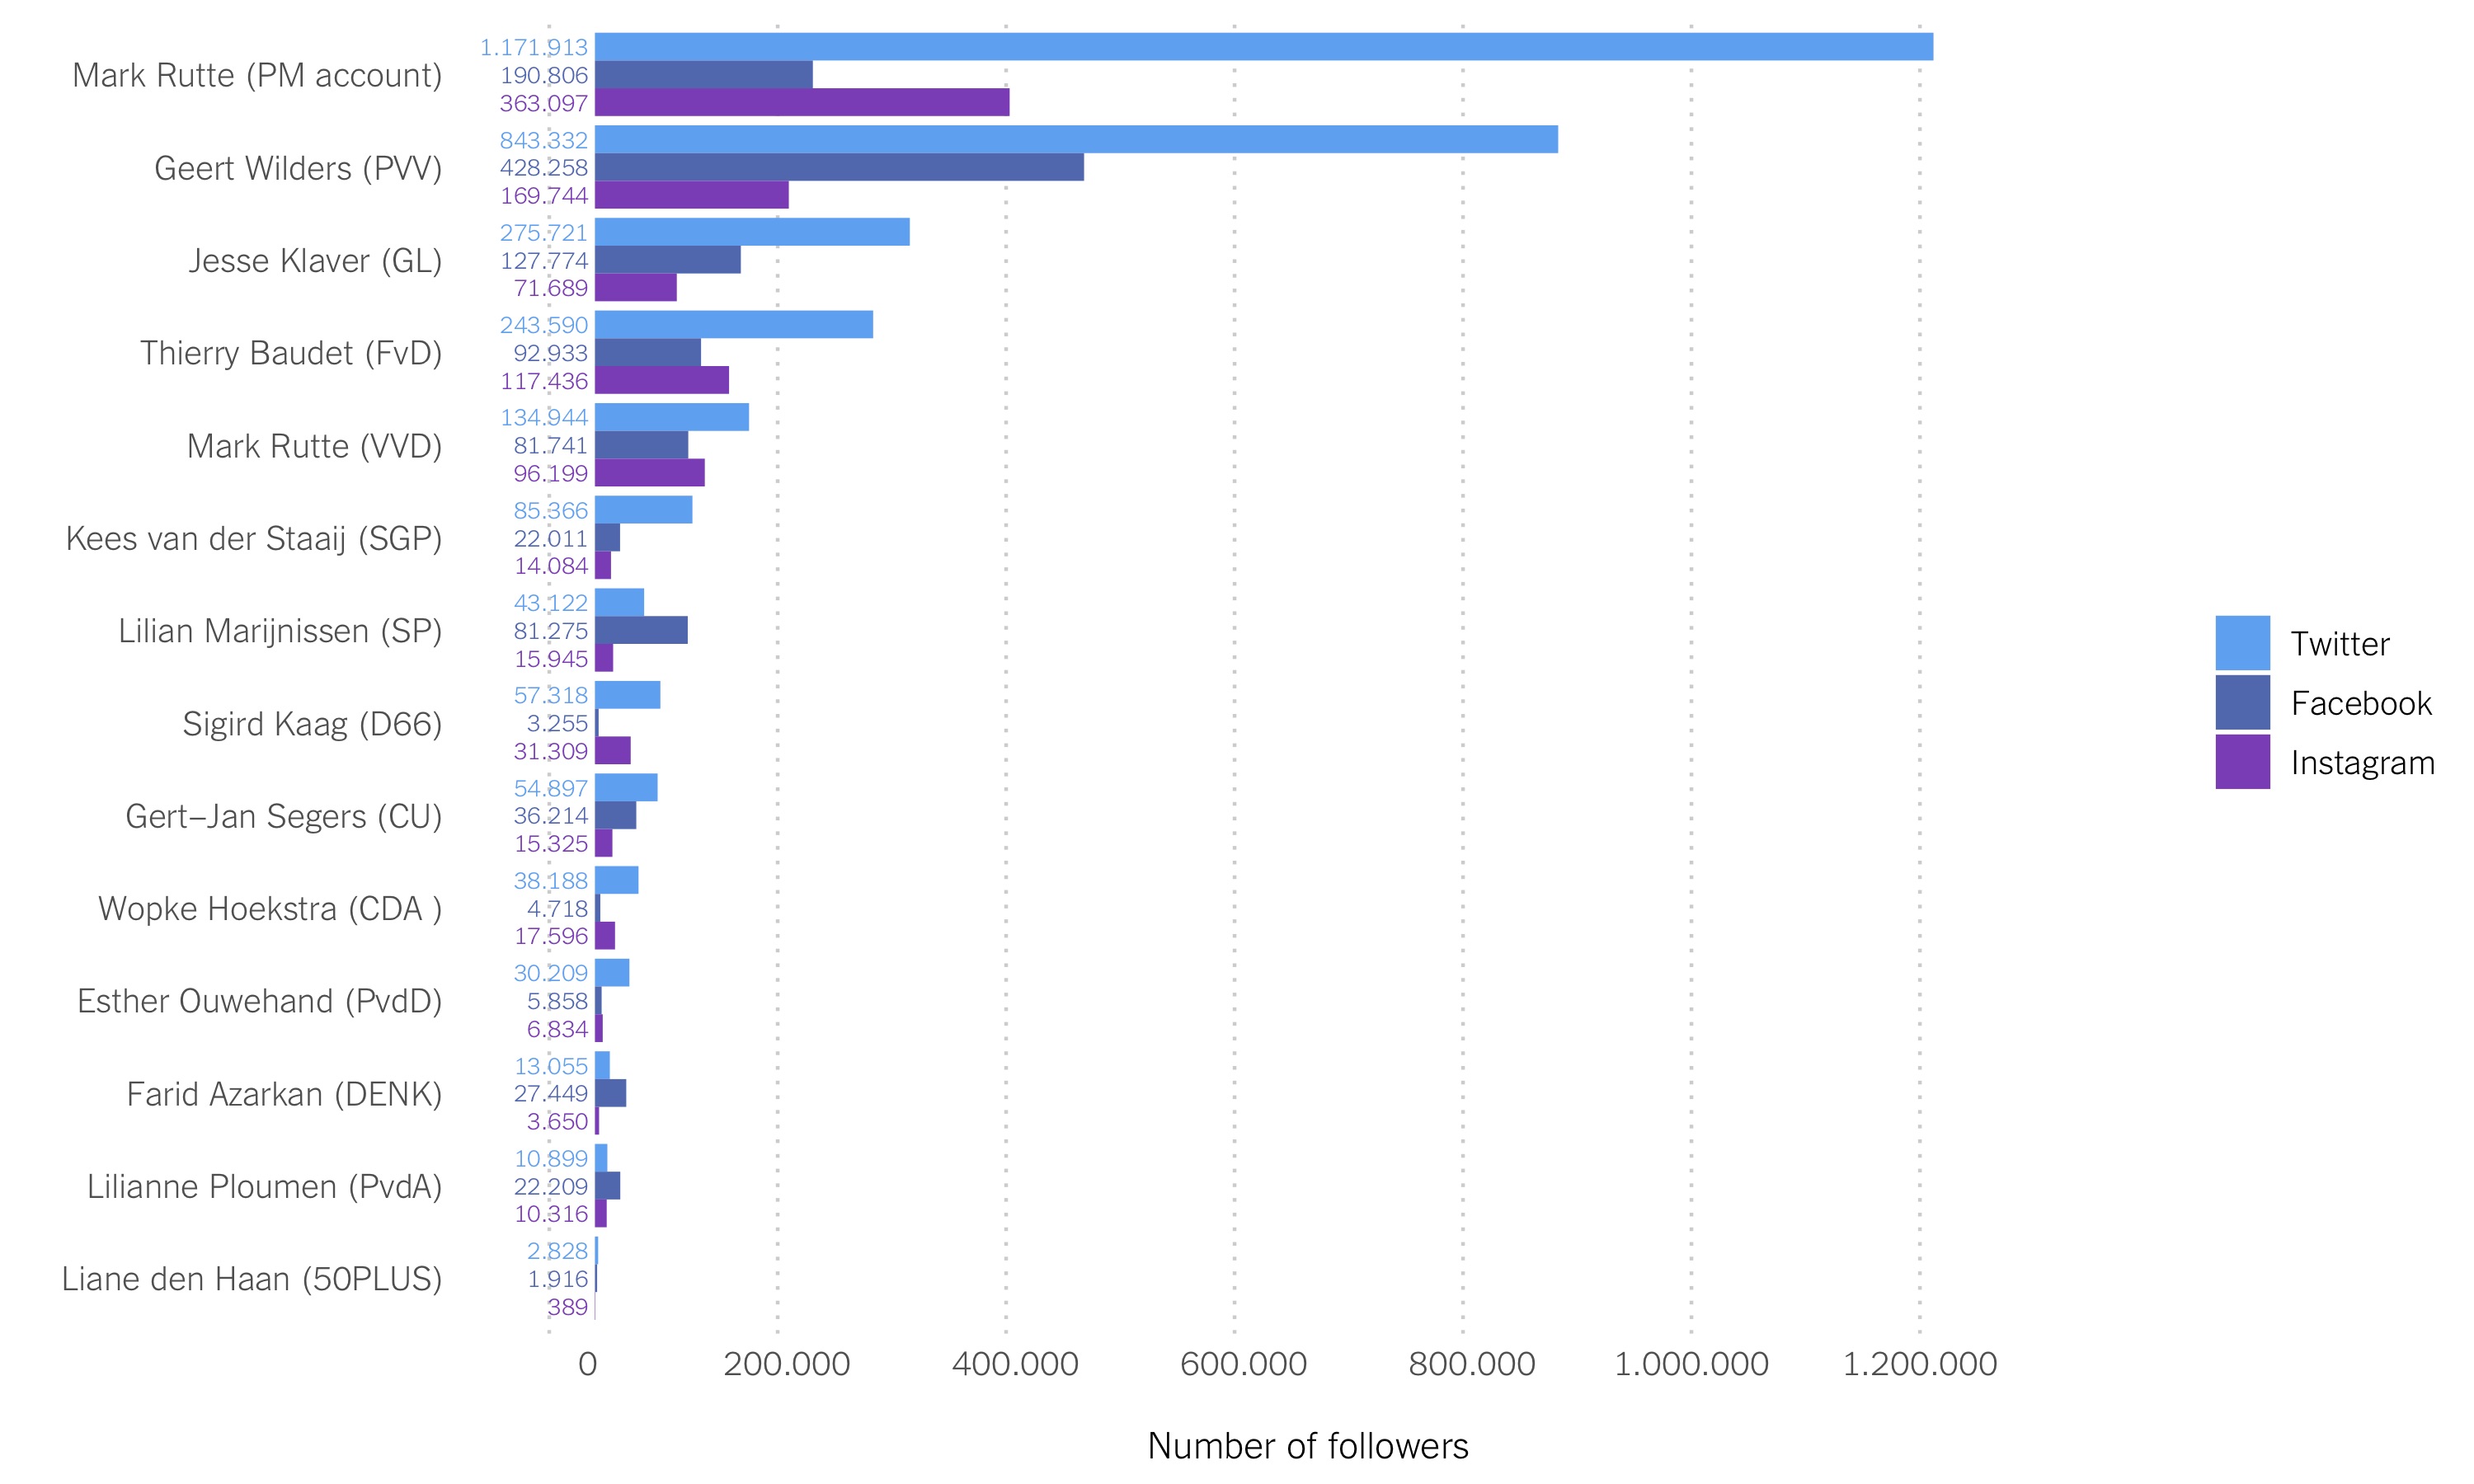 1.171.913
Mark Rutte (PM account)
190.806
363.097
843.332
Geert Wilders (PVV)
428.258
169.744
275.721
Jesse Klaver (GL)
127.774
71.689
243.590
Thierry Baudet (FvD)
92.933
117.436
134.944
Mark Rutte (VVD)
81.741
96.199
85.366
Kees van der Staaij (SGP)
22.011
14.084
43.122
Lilian Marijnissen (SP)
81.275
15.945
57.318
Sigird Kaag (D66)
3.255
31.309
54.897
Gert–Jan Segers (CU)
36.214
15.325
38.188
Wopke Hoekstra (CDA )
4.718
17.596
30.209
Esther Ouwehand (PvdD)
5.858
6.834
13.055
Farid Azarkan (DENK)
27.449
3.650
10.899
Lilianne Ploumen (PvdA)
22.209
10.316
2.828
Liane den Haan (50PLUS)
1.916
389
0 200.000 400.000 600.000 800.000 1.000.000 1.200.000
Number of followers
Twitter
Facebook
Instagram